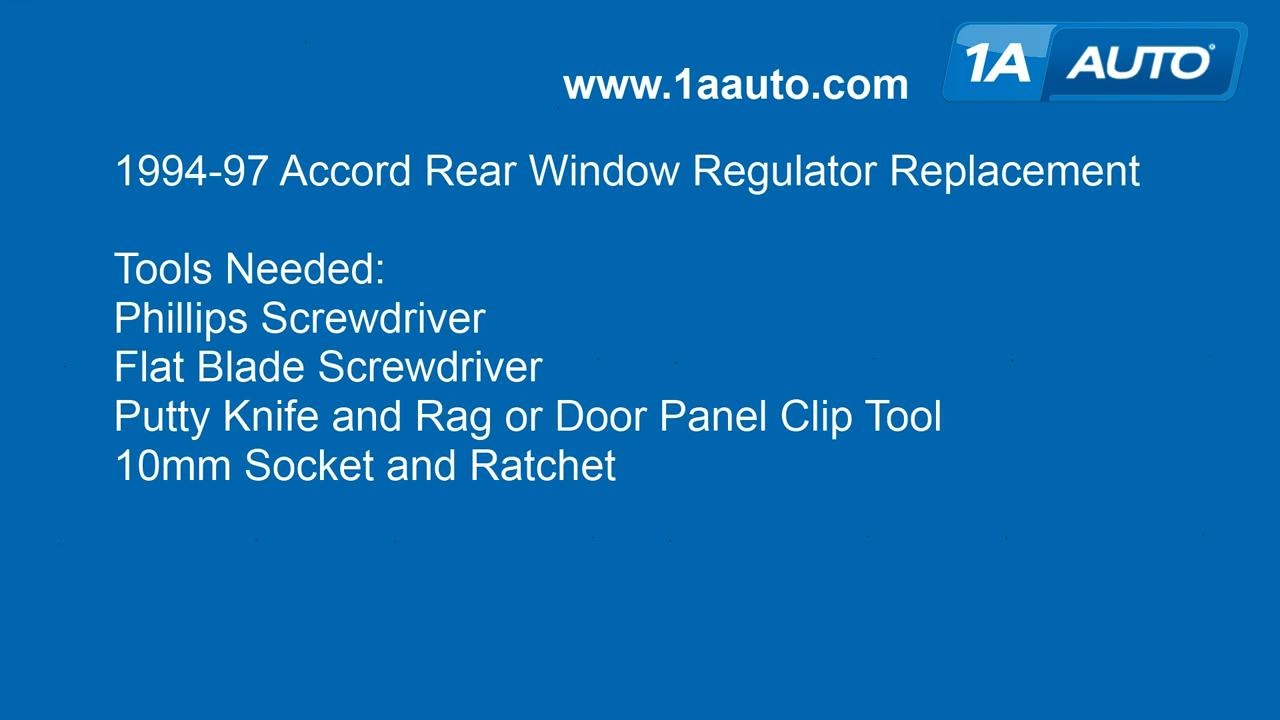 www.1aauto.com
1A AUTO
1994-97 Accord Rear Window Regulator Replacement
Tools Needed:
Phillips Screwdriver
Flat Blade Screwdriver
Putty Knife and Rag or Door Panel Clip Tool
10mm Socket and Ratchet